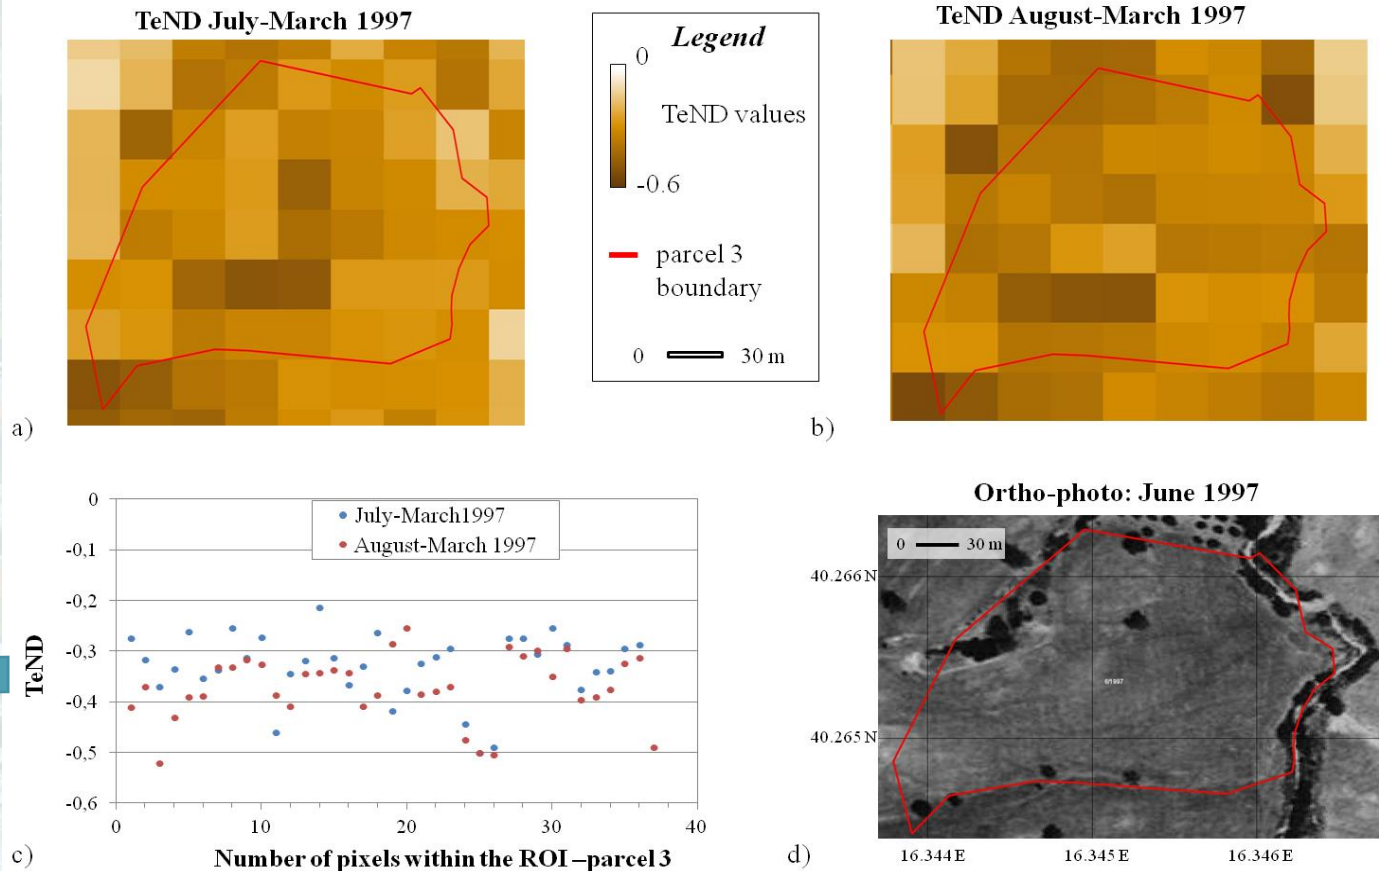 TeND July-March 1997
TeND August-March 1997
Legend
0
TeND values
-0.6
parcel 3
boundary
0 30 m
a)
b)
0
-0,1
-0,2
-0,3
-0,4
-0,5
-0,6
TeND
July-March1997
August-March 1997
0 10 20 30 40
Number of pixels within the ROI –parcel 3
c)
Ortho-photo: June 1997
0 30 m
40.266 N
40.265 N
16.344E 16.345E 16.346E
d)